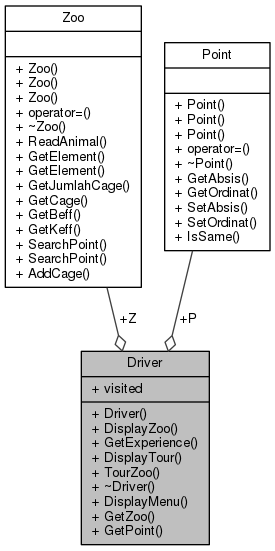 Zoo
+ Zoo()
+ Zoo()
+ Zoo()
+ operator=()
+ ~Zoo()
+ ReadAnimal()
+ GetElement()
+ GetElement()
+ GetJumlahCage()
+ GetCage()
+ GetBeff()
+ GetKeff()
+ SearchPoint()
+ SearchPoint()
+ AddCage()
Point
+ Point()
+ Point()
+ Point()
+ operator=()
+ ~Point()
+ GetAbsis()
+ GetOrdinat()
+ SetAbsis()
+ SetOrdinat()
+ IsSame()
+Z
+P
Driver
+ visited
+ Driver()
+ DisplayZoo()
+ GetExperience()
+ DisplayTour()
+ TourZoo()
+ ~Driver()
+ DisplayMenu()
+ GetZoo()
+ GetPoint()